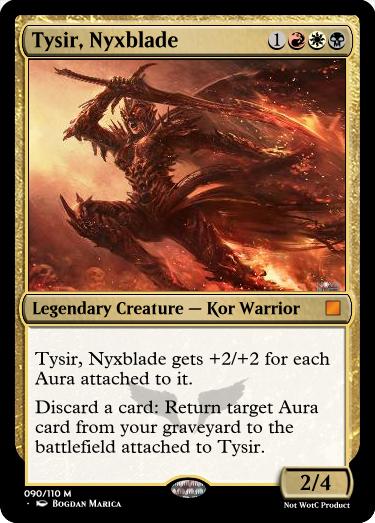 Tysir, Nyxblade 1
Legendary Creature — Kor Warrior
Tysir, Nyxblade gets +2/+2 for each
Aura attached to it.
Discard a card: Return target Aura
card from your graveyard to the
battlefield attached to Tysir.
2/4
090/110 M
· Bogdan Marica
Not WotC Product